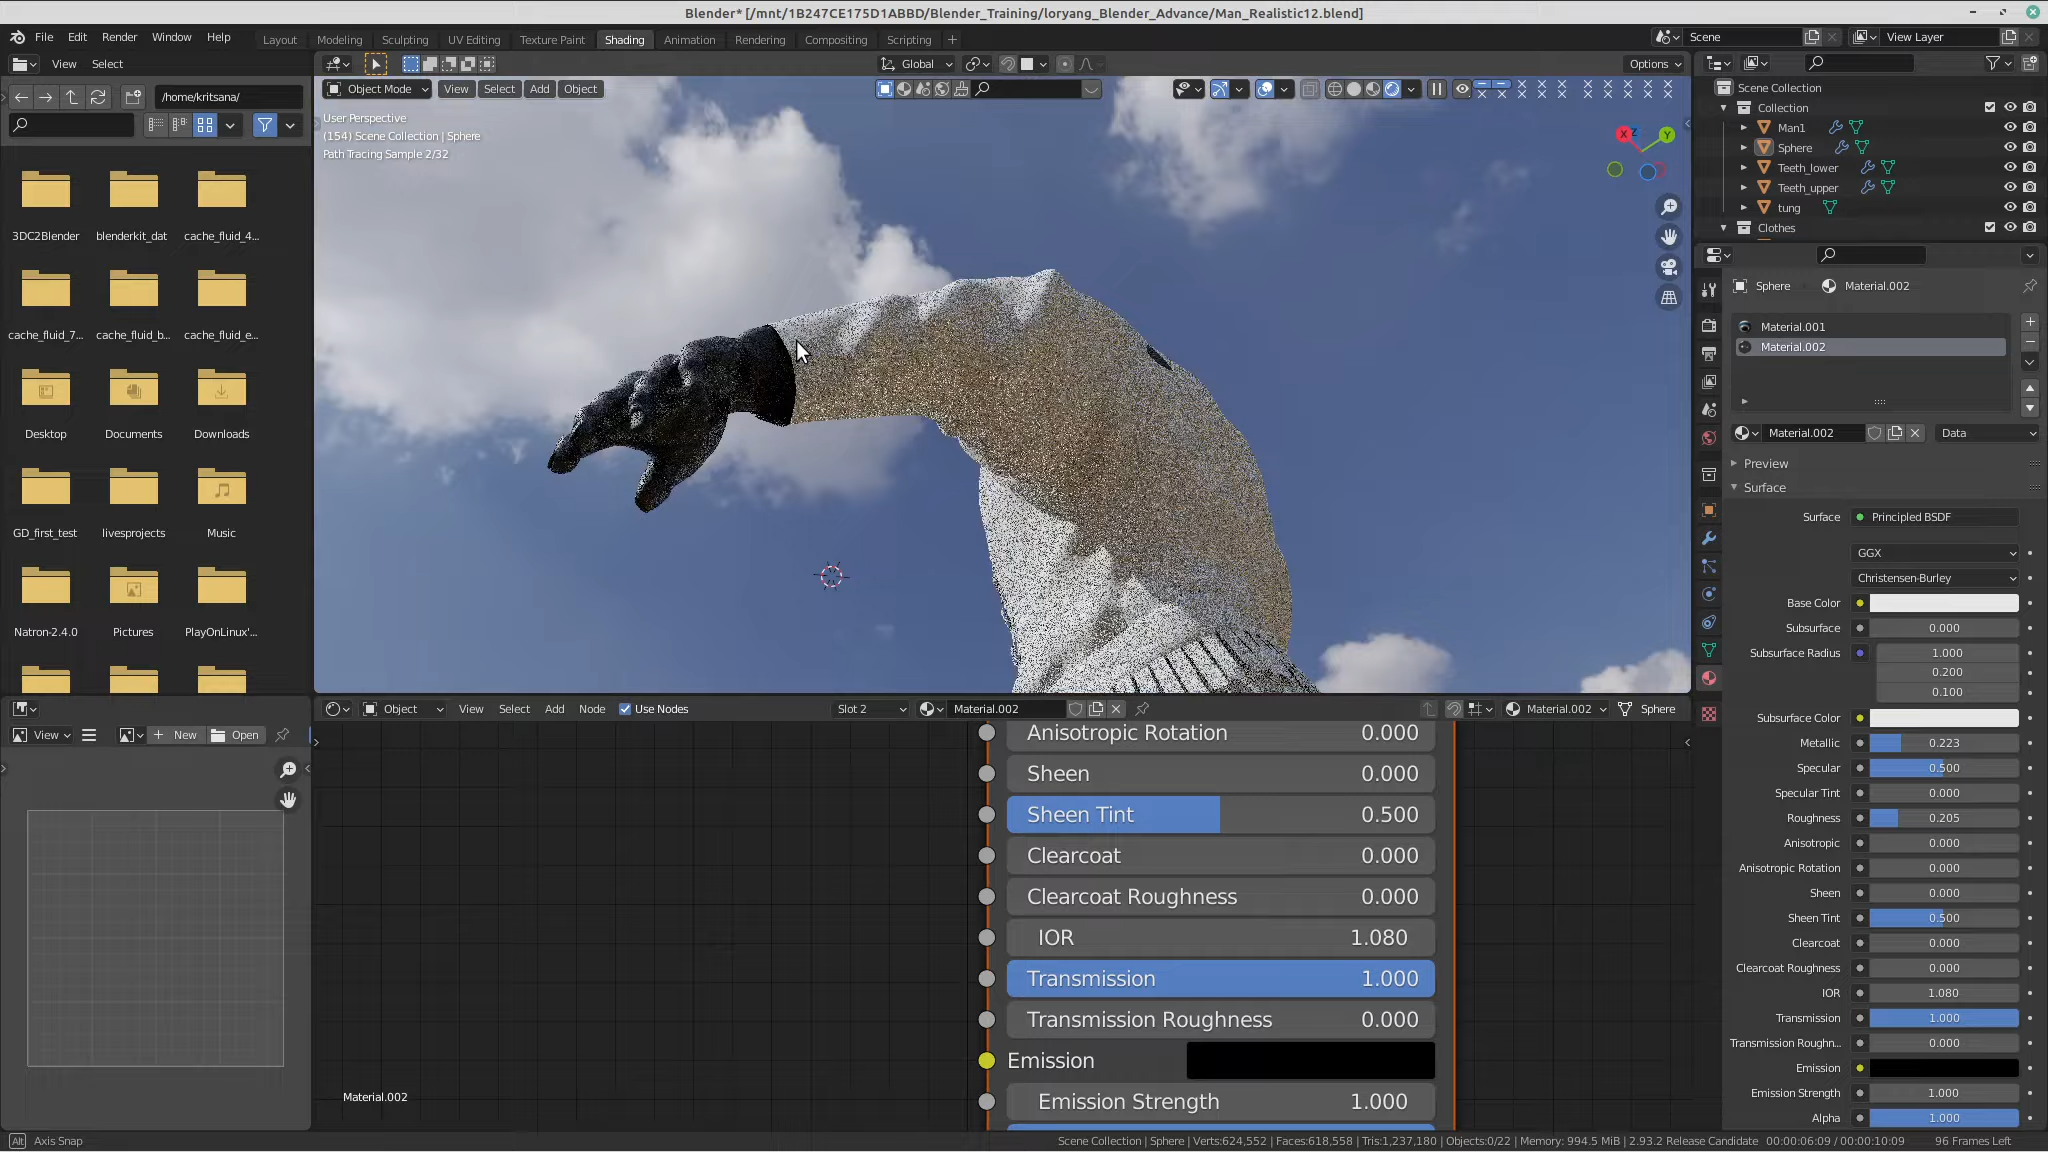 Blender* [/mnt/1B247CE175D1ABBD/Blender_Training/loryang_Blender_Advance/Man_Realistic12.blend]
File Edit Render Window Help
Layout Modeling Sculpting UV Editing Texture Paint Shading Animation Rendering Compositing Scripting
Scene
View Layer
View Select
Global
Options
/home/kritsana/
Object Mode View Select Add Object
User Perspective
(154) Scene Collection | Sphere
Path Tracing Sample 2/32
X Z Y
3DC2Blender blenderkit_dat cache_fluid_4...
cache_fluid_7... cache_fluid_b... cache_fluid_e...
Desktop Documents Downloads
GD_first_test livesprojects Music
Natron-2.4.0 Pictures PlayOnLinux'...
Scene Collection
Collection
Man1
Sphere
Teeth_lower
Teeth_upper
tung
Clothes
Sphere Material.002
Material.001
Material.002
Material.002 Data
Preview
Surface
Surface Principled BSDF
GGX
Christensen-Burley
Base Color
Subsurface 0.000
Subsurface Radius 1.000
0.200
0.100
Subsurface Color
Metallic 0.223
Specular 0.500
Specular Tint 0.000
Roughness 0.205
Anisotropic 0.000
Anisotropic Rotation 0.000
Sheen 0.000
Sheen Tint 0.500
Clearcoat 0.000
Clearcoat Roughness 0.000
IOR 1.080
Transmission 1.000
Transmission Roughn... 0.000
Emission
Emission Strength 1.000
Alpha 1.000
View New Open
Object View Select Add Node Use Nodes Slot 2 Material.002 Material.002 Sphere
Anisotropic Rotation 0.000
Sheen 0.000
Sheen Tint 0.500
Clearcoat 0.000
Clearcoat Roughness 0.000
IOR 1.080
Transmission 1.000
Transmission Roughness 0.000
Emission
Emission Strength 1.000
Material.002
Alt Axis Snap
Scene Collection | Sphere | Verts:624,552 | Faces:618,558 | Tris:1,237,180 | Objects:0/22 | Memory: 994.5 MiB | 2.93.2 Release Candidate 00:00:06:09 / 00:00:10:09 96 Frames Left